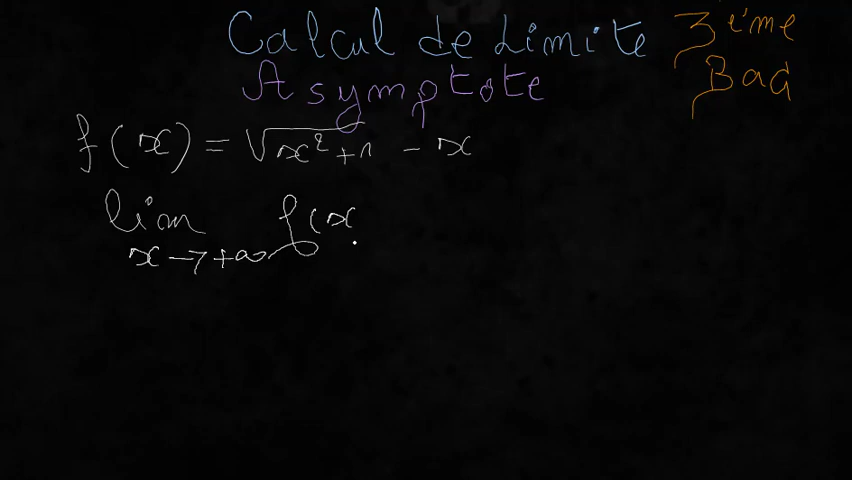 Calcul de Limite 3ème
Asymptote Bac
f(x) = √x²+1 - x
lim f(x
x→+∞